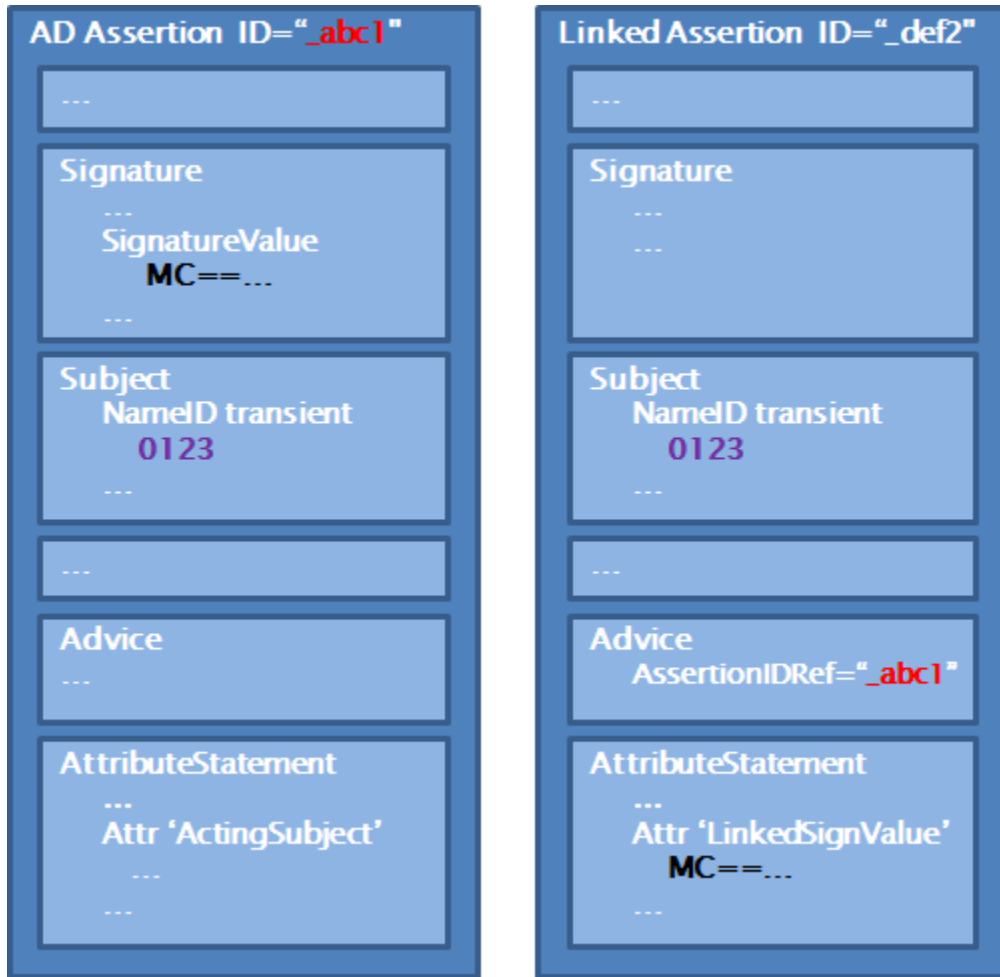 AD Assertion ID=“_abc1"
...
Signature
...
SignatureValue
MC==...
...
Subject
NameID transient
0123
...
...
Advice
...
AttributeStatement
...
Attr ‘ActingSubject’
...
...
Linked Assertion ID=“_def2"
...
Signature
...
...
Subject
NameID transient
0123
...
...
Advice
AssertionIDRef=“_abc1”
AttributeStatement
...
Attr ‘LinkedSignValue’
MC==...
...